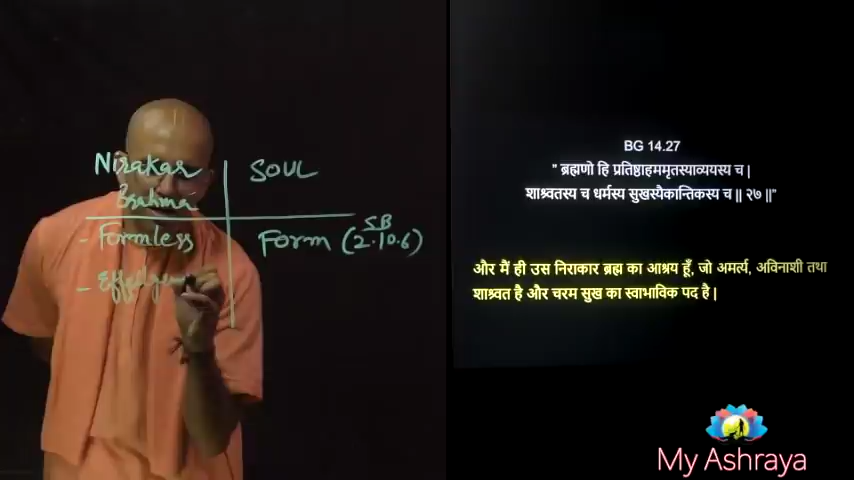 Nirakar
Brahma
SOUL
- Formless
Form (2.10.6)
SB
-
BG 14.27
" ब्रह्मणो हि प्रतिष्ठाहममृतस्याव्ययस्य च |
शाश्र्वतस्य च धर्मस्य सुखस्यैकान्तिकस्य च || २७ ||"
और मैं ही उस निराकार ब्रह्म का आश्रय हूँ, जो अमर्त्य, अविनाशी तथा
शाश्र्वत है और चरम सुख का स्वाभाविक पद है |
My Ashraya